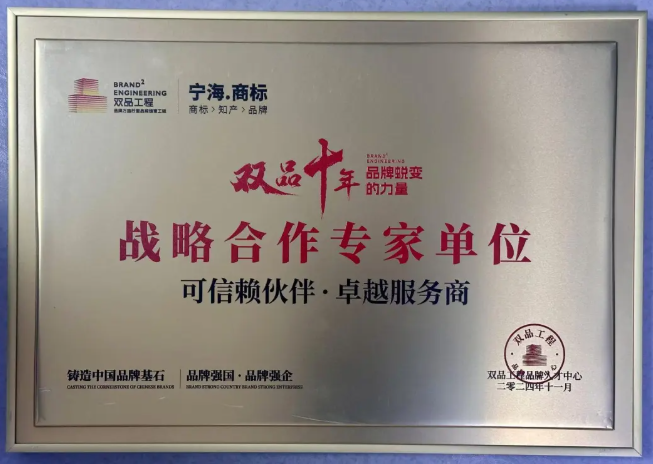 BRAND²
ENGINEERING
双品工程
宁海.商标
商标>知产>品牌
双品十年
BRAND²
ENGINEERING
品牌蜕变
的力量
战略合作专家单位
可信赖伙伴·卓越服务商
铸造中国品牌基石
品牌强国·品牌强企
双品工程
双品工程品牌人才中心
二零二四年十一月